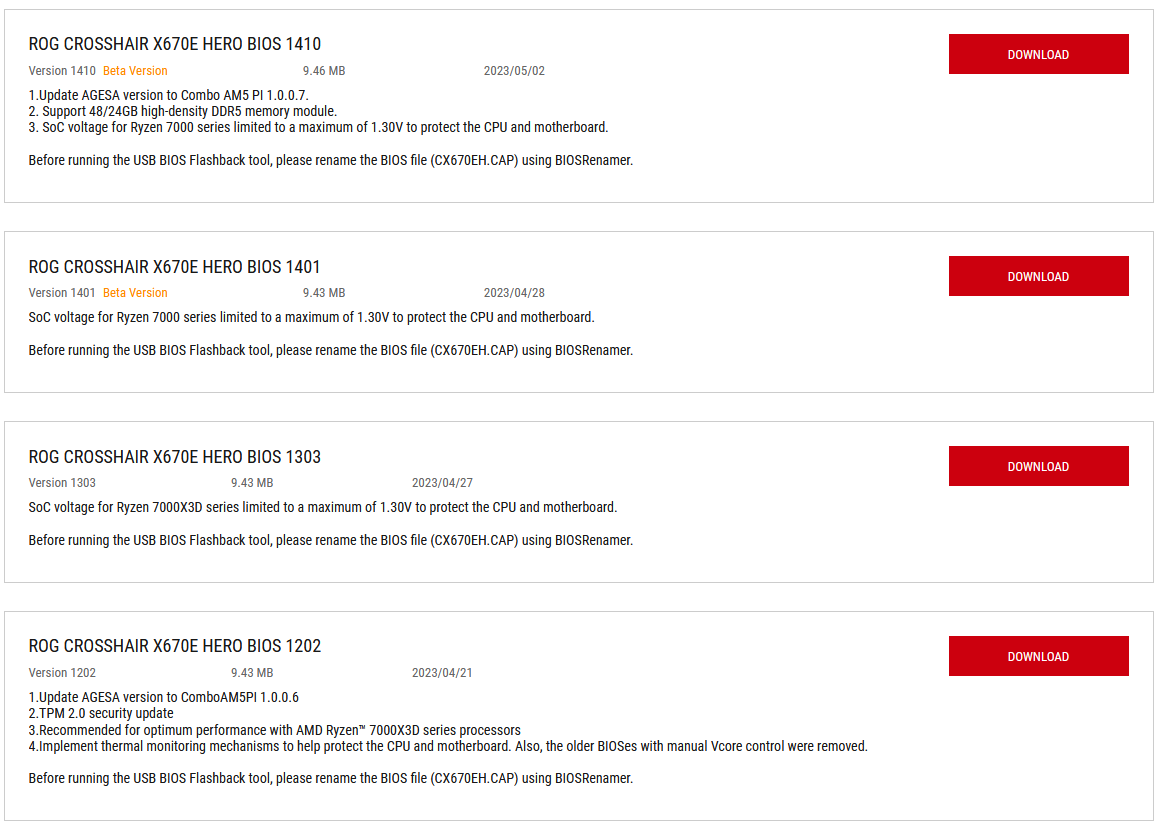 ROG CROSSHAIR X670E HERO BIOS 1410
DOWNLOAD
Version 1410 Beta Version 9.46 MB 2023/05/02
1.Update AGESA version to Combo AM5 PI 1.0.0.7.
2. Support 48/24GB high-density DDR5 memory module.
3. SoC voltage for Ryzen 7000 series limited to a maximum of 1.30V to protect the CPU and motherboard.
Before running the USB BIOS Flashback tool, please rename the BIOS file (CX670EH.CAP) using BIOSRenamer.
ROG CROSSHAIR X670E HERO BIOS 1401
DOWNLOAD
Version 1401 Beta Version 9.43 MB 2023/04/28
SoC voltage for Ryzen 7000 series limited to a maximum of 1.30V to protect the CPU and motherboard.
Before running the USB BIOS Flashback tool, please rename the BIOS file (CX670EH.CAP) using BIOSRenamer.
ROG CROSSHAIR X670E HERO BIOS 1303
DOWNLOAD
Version 1303 9.43 MB 2023/04/27
SoC voltage for Ryzen 7000X3D series limited to a maximum of 1.30V to protect the CPU and motherboard.
Before running the USB BIOS Flashback tool, please rename the BIOS file (CX670EH.CAP) using BIOSRenamer.
ROG CROSSHAIR X670E HERO BIOS 1202
DOWNLOAD
Version 1202 9.43 MB 2023/04/21
1.Update AGESA version to ComboAM5PI 1.0.0.6
2.TPM 2.0 security update
3.Recommended for optimum performance with AMD Ryzen™ 7000X3D series processors
4.Implement thermal monitoring mechanisms to help protect the CPU and motherboard. Also, the older BIOSes with manual Vcore control were removed.
Before running the USB BIOS Flashback tool, please rename the BIOS file (CX670EH.CAP) using BIOSRenamer.